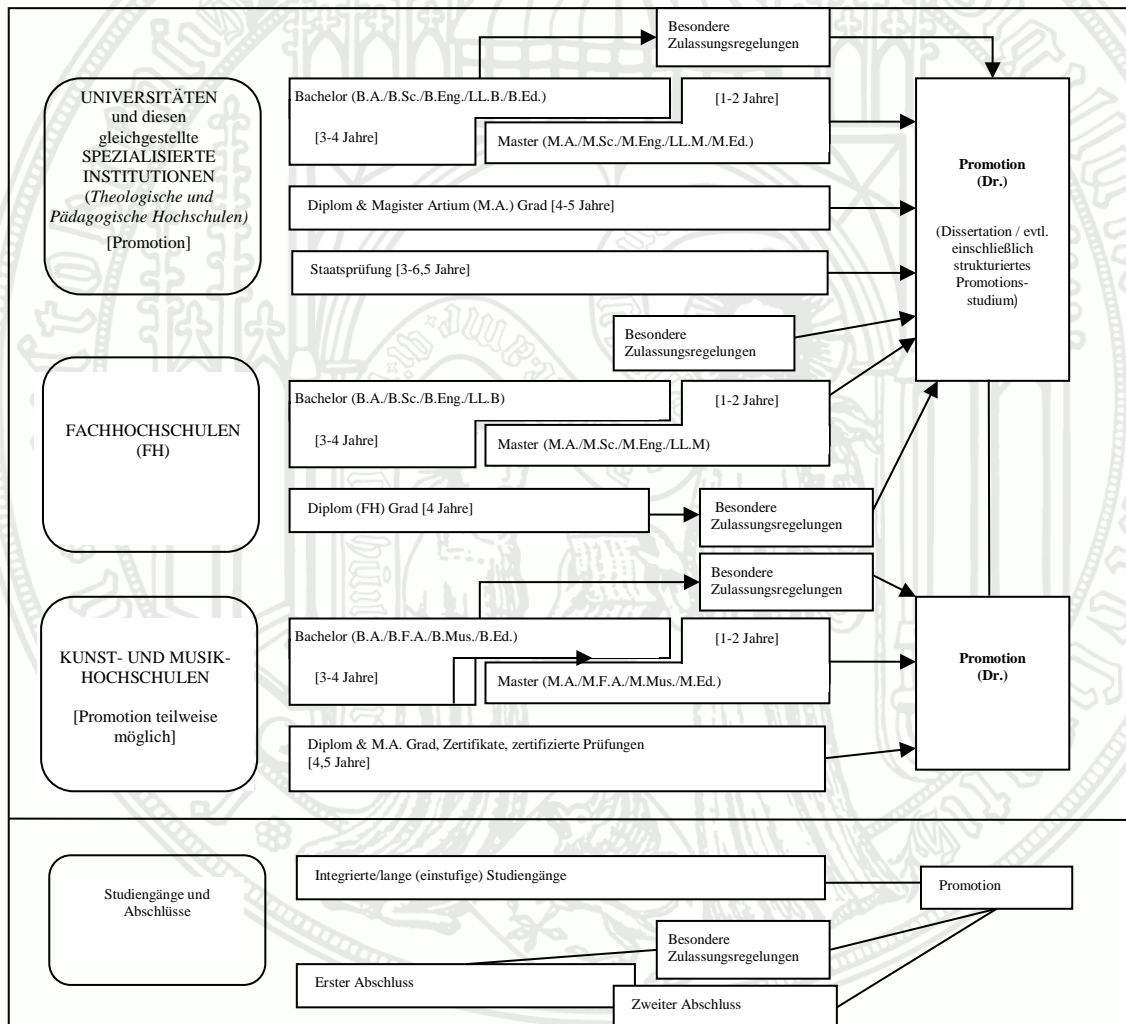 Besondere
Zulassungsregelungen
UNIVERSITÄTEN
und diesen
gleichgestellte
SPEZIALISIERTE
INSTITUTIONEN
(Theologische und
Pädagogische Hochschulen)
[Promotion]
Bachelor (B.A./B.Sc./B.Eng./LL.B./B.Ed.)
[3-4 Jahre]
[1-2 Jahre]
Master (M.A./M.Sc./M.Eng./LL.M./M.Ed.)
Diplom & Magister Artium (M.A.) Grad [4-5 Jahre]
Staatsprüfung [3-6,5 Jahre]
Promotion
(Dr.)
(Dissertation / evtl.
einschließlich
strukturiertes
Promotions-
studium)
Besondere
Zulassungsregelungen
FACHHOCHSCHULEN
(FH)
Bachelor (B.A./B.Sc./B.Eng./LL.B)
[3-4 Jahre]
[1-2 Jahre]
Master (M.A./M.Sc./M.Eng./LL.M)
Diplom (FH) Grad [4 Jahre]
Besondere
Zulassungsregelungen
Besondere
Zulassungsregelungen
KUNST- UND MUSIK-
HOCHSCHULEN
[Promotion teilweise
möglich]
Bachelor (B.A./B.F.A./B.Mus./B.Ed.)
[3-4 Jahre]
[1-2 Jahre]
Master (M.A./M.F.A./M.Mus./M.Ed.)
Diplom & M.A. Grad, Zertifikate, zertifizierte Prüfungen
[4,5 Jahre]
Promotion
(Dr.)
Studiengänge und
Abschlüsse
Integrierte/lange (einstufige) Studiengänge
Promotion
Besondere
Zulassungsregelungen
Erster Abschluss
Zweiter Abschluss